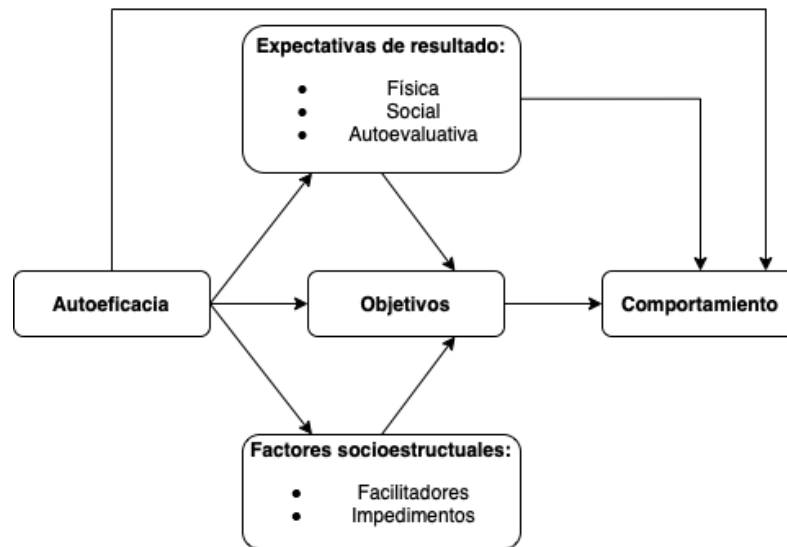 Expectativas de resultado:
● Física
● Social
● Autoevaluativa
Autoeficacia
Objetivos
Comportamiento
Factores socioestructuales:
● Facilitadores
● Impedimentos